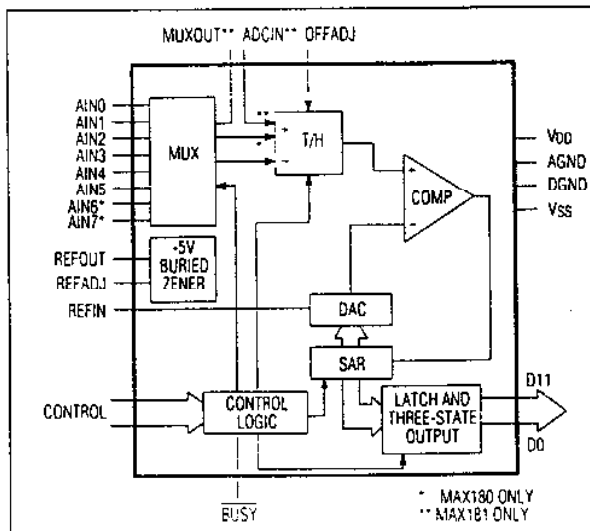 MUXOUT** ADCIN** OFFADJ
AIN0
AIN1
AIN2
AIN3
AIN4
AIN5
AIN6*
AIN7*
MUX
**
*
+
-
T/H
+
-
COMP
VDD
AGND
DGND
VSS
REFOUT
REFADJ
REFIN
+5V
BURIED
ZENER
DAC
SAR
CONTROL
CONTROL
LOGIC
LATCH AND
THREE-STATE
OUTPUT
D11
D0
BUSY
* MAX180 ONLY
** MAX181 ONLY